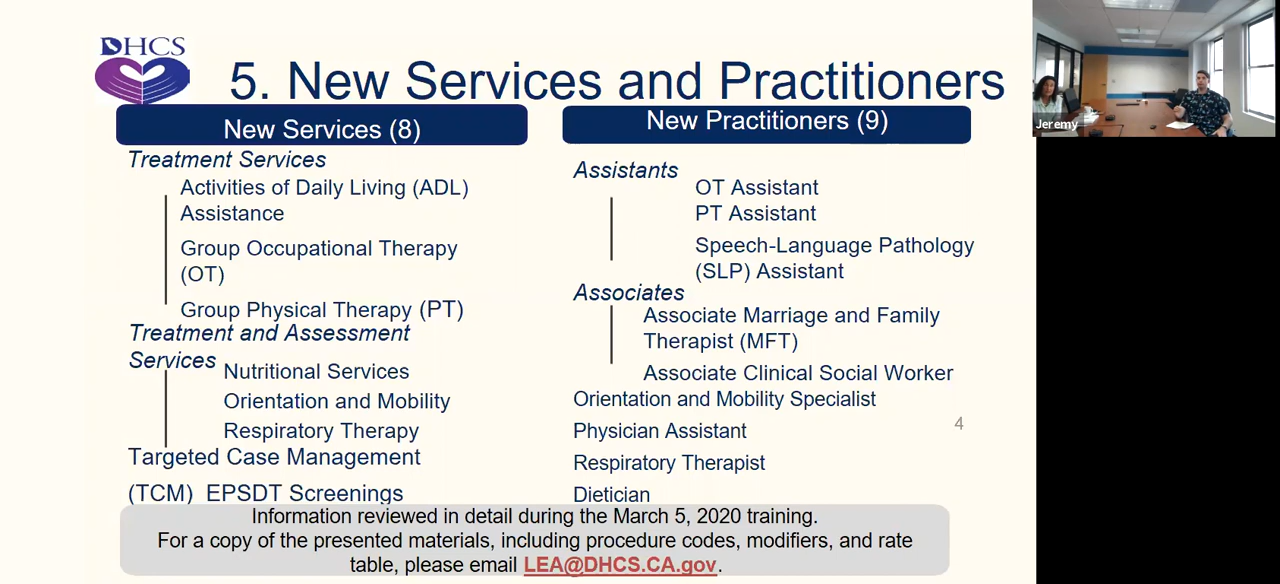 DHCS
5. New Services and Practitioners
New Services (8)
Treatment Services
Activities of Daily Living (ADL)
Assistance
Group Occupational Therapy
(OT)
Group Physical Therapy (PT)
Treatment and Assessment
Services
Nutritional Services
Orientation and Mobility
Respiratory Therapy
Targeted Case Management
(TCM) EPSDT Screenings
New Practitioners (9)
Assistants
OT Assistant
PT Assistant
Speech-Language Pathology
(SLP) Assistant
Associates
Associate Marriage and Family
Therapist (MFT)
Associate Clinical Social Worker
Orientation and Mobility Specialist
Physician Assistant
Respiratory Therapist
Dietician
4
Information reviewed in detail during the March 5, 2020 training.
For a copy of the presented materials, including procedure codes, modifiers, and rate
table, please email LEA@DHCS.CA.gov.
Jeremy